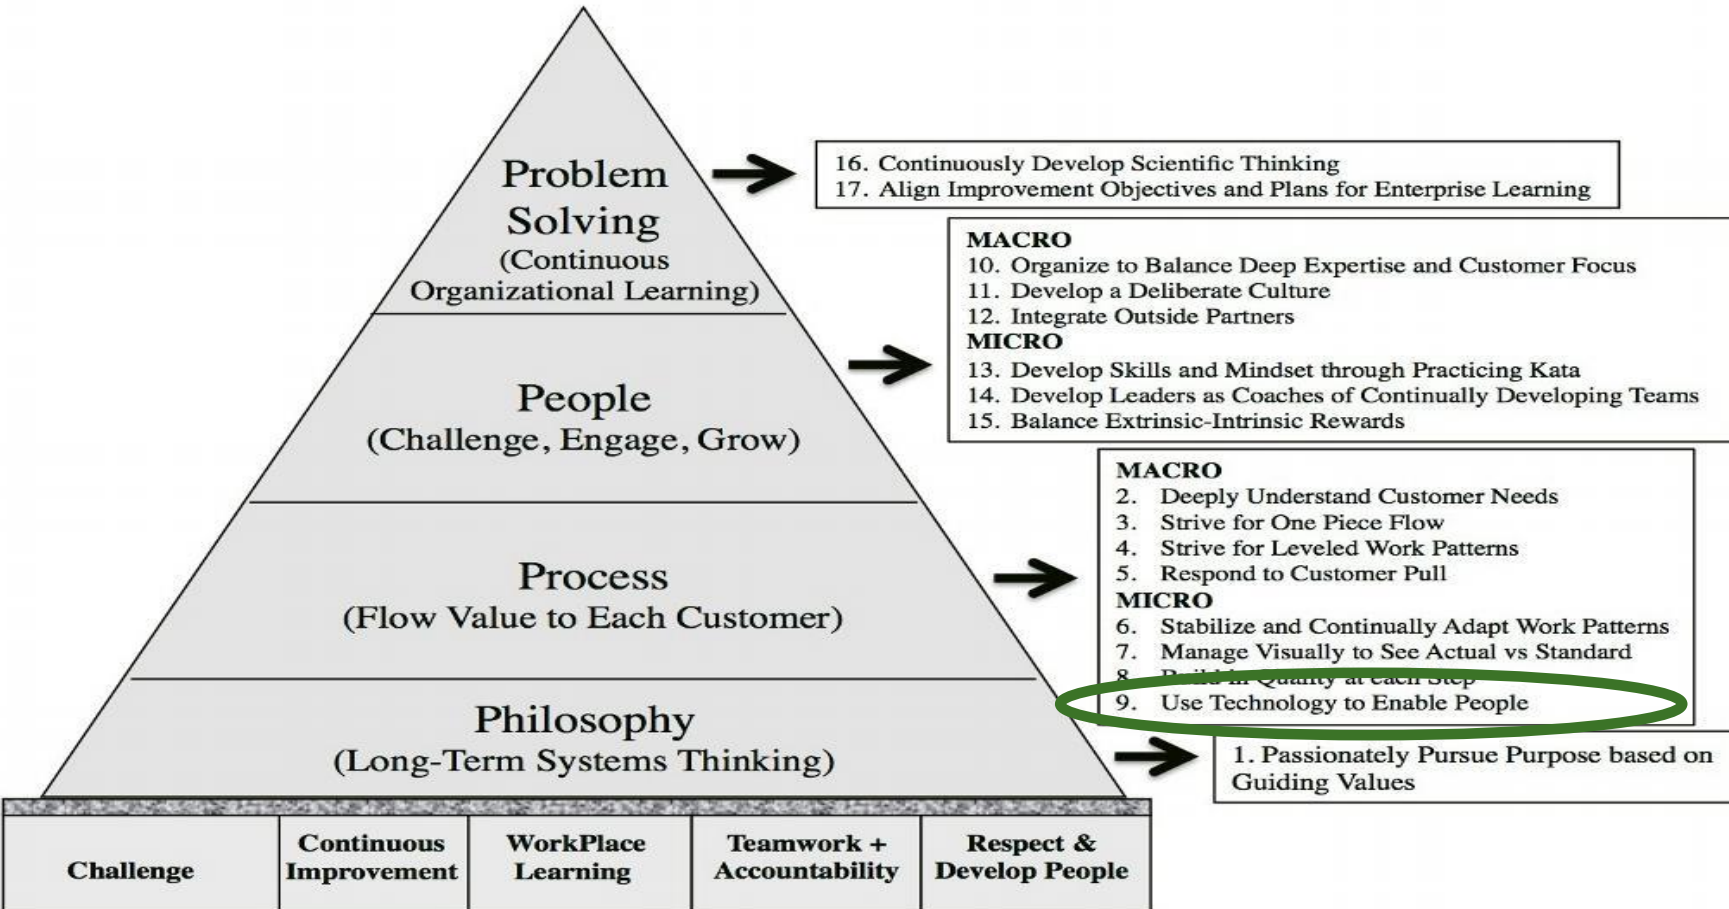 Problem
Solving
(Continuous
Organizational Learning)
People
(Challenge, Engage, Grow)
Process
(Flow Value to Each Customer)
Philosophy
(Long-Term Systems Thinking)
16. Continuously Develop Scientific Thinking
17. Align Improvement Objectives and Plans for Enterprise Learning
MACRO
10. Organize to Balance Deep Expertise and Customer Focus
11. Develop a Deliberate Culture
12. Integrate Outside Partners
MICRO
13. Develop Skills and Mindset through Practicing Kata
14. Develop Leaders as Coaches of Continually Developing Teams
15. Balance Extrinsic-Intrinsic Rewards
MACRO
2. Deeply Understand Customer Needs
3. Strive for One Piece Flow
4. Strive for Leveled Work Patterns
5. Respond to Customer Pull
MICRO
6. Stabilize and Continually Adapt Work Patterns
7. Manage Visually to See Actual vs Standard
8. Build in Quality at each Step
9. Use Technology to Enable People
1. Passionately Pursue Purpose based on
Guiding Values
Challenge
Continuous
Improvement
WorkPlace
Learning
Teamwork +
Accountability
Respect &
Develop People